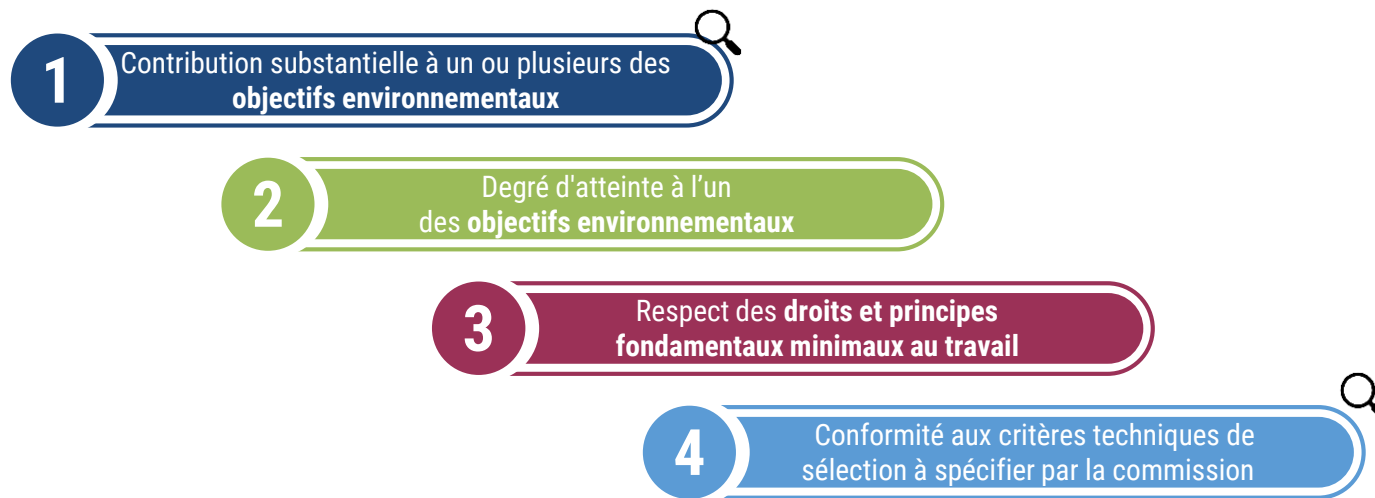 1
Contribution substantielle à un ou plusieurs des
objectifs environnementaux
2
Degré d'atteinte à l’un
des objectifs environnementaux
3
Respect des droits et principes
fondamentaux minimaux au travail
4
Conformité aux critères techniques de
sélection à spécifier par la commission